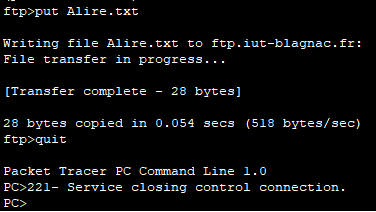 ftp>put Alire.txt
Writing file Alire.txt to ftp.iut-blagnac.fr:
File transfer in progress...
[Transfer complete - 28 bytes]
28 bytes copied in 0.054 secs (518 bytes/sec)
ftp>quit
Packet Tracer PC Command Line 1.0
PC>221- Service closing control connection.
PC>